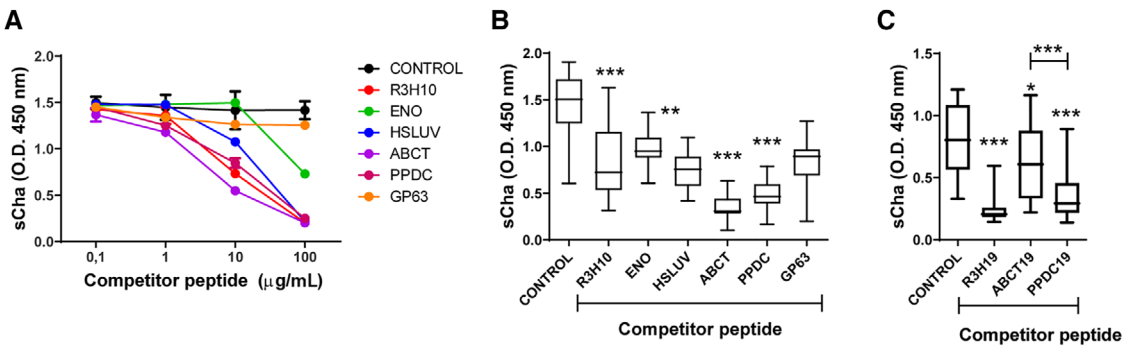 A
sCha (O.D. 450 nm)
2.0
1.5
1.0
0.5
0.0
0,1
1
10
100
Competitor peptide (μg/mL)
CONTROL
R3H10
ENO
HSLUV
ABCT
PPDC
GP63
B
sCha (O.D. 450 nm)
2.0
1.5
1.0
0.5
0.0
***
**
***
***
CONTROL
R3H10
ENO
HSLUV
ABCT
PPDC
GP63
Competitor peptide
C
sCha (O.D. 450 nm)
1.5
1.0
0.5
0.0
***
***
*
***
CONTROL
R3H19
ABCT19
PPDC19
Competitor peptide